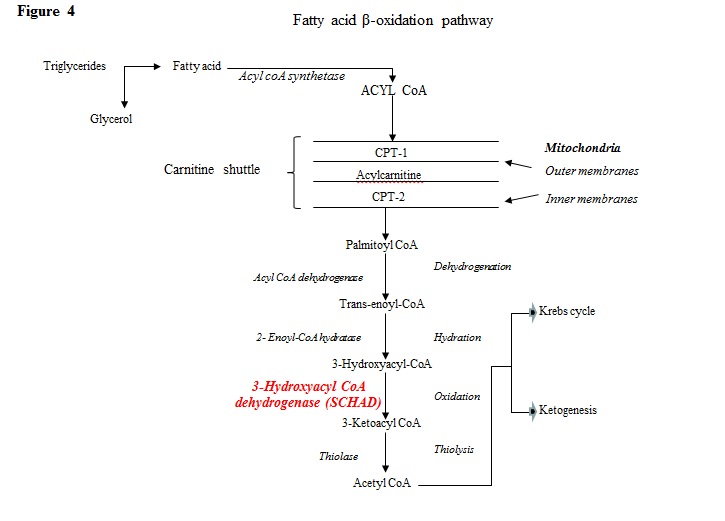 Figure 4
Fatty acid β-oxidation pathway
Triglycerides
Fatty acid
Acyl coA synthetase
ACYL CoA
Glycerol
CPT-1
Mitochondria
Carnitine shuttle
Acylcarnitine
Outer membranes
CPT-2
Inner membranes
Palmitoyl CoA
Dehydrogenation
Acyl CoA dehydrogenase
Trans-enoyl-CoA
Krebs cycle
2- Enoyl-CoA hydratase
Hydration
3-Hydroxyacyl-CoA
3-Hydroxyacyl CoA
dehydrogenase (SCHAD)
Oxidation
Ketogenesis
3-Ketoacyl CoA
Thiolase
Thiolysis
Acetyl CoA